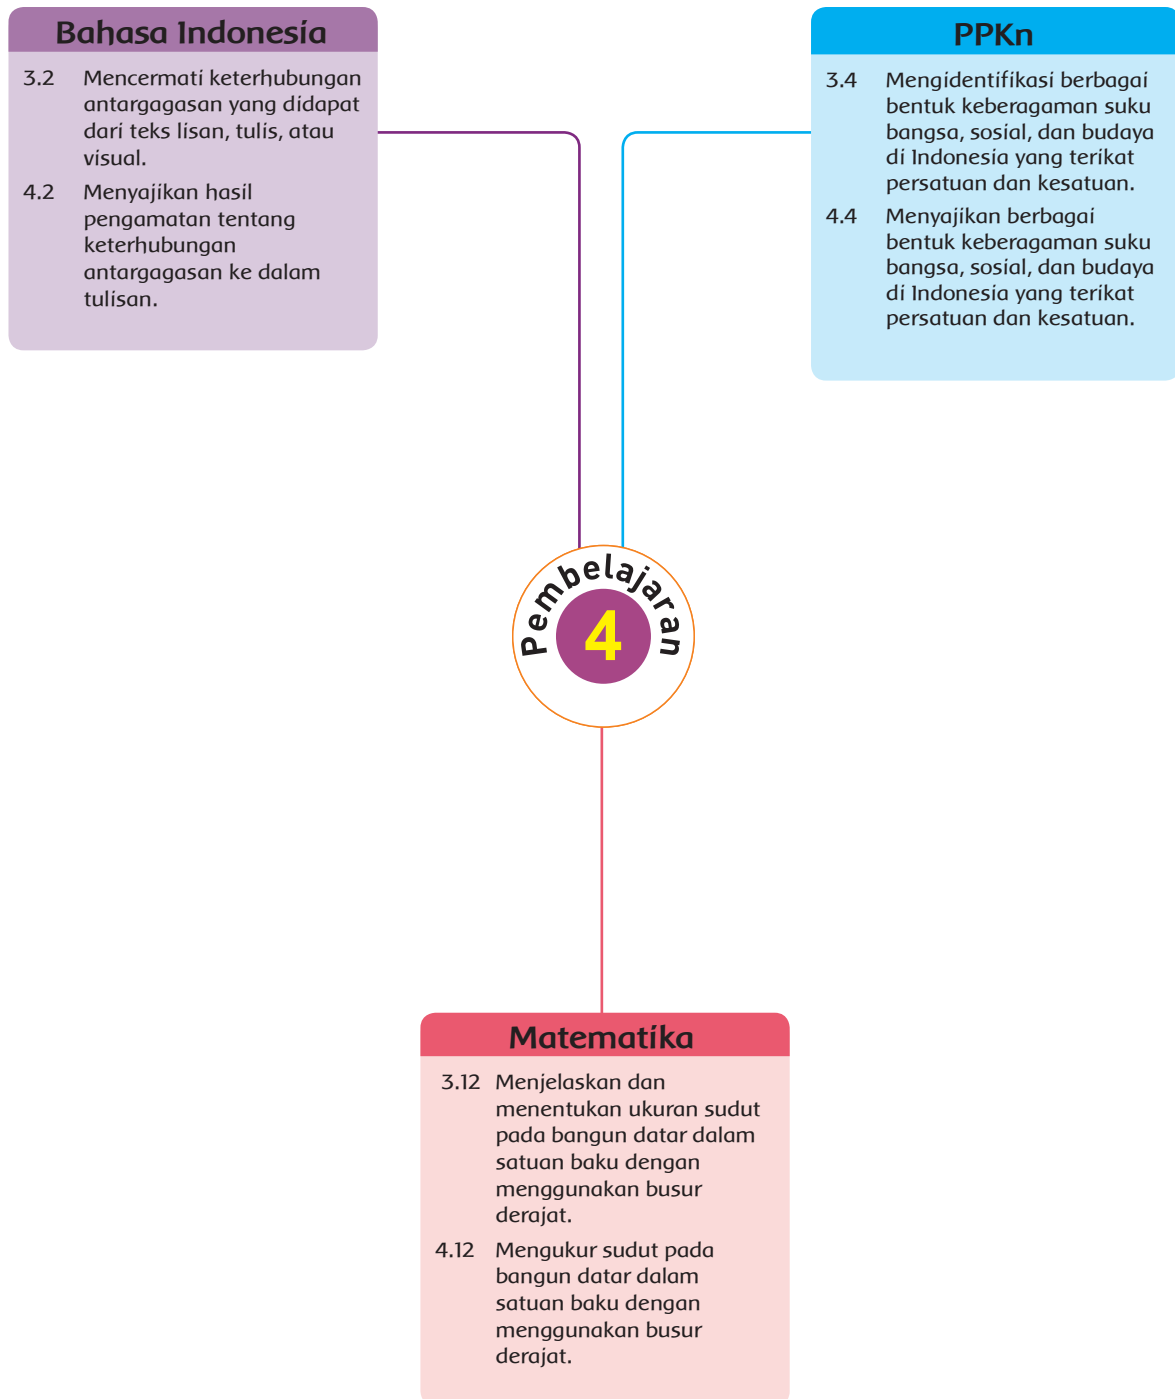 Bahasa Indonesia
3.2 Mencermati keterhubungan
antargagasan yang didapat
dari teks lisan, tulis, atau
visual.
4.2 Menyajikan hasil
pengamatan tentang
keterhubungan
antargagasan ke dalam
tulisan.
PPKn
3.4 Mengidentifikasi berbagai
bentuk keberagaman suku
bangsa, sosial, dan budaya
di Indonesia yang terikat
persatuan dan kesatuan.
4.4 Menyajikan berbagai
bentuk keberagaman suku
bangsa, sosial, dan budaya
di Indonesia yang terikat
persatuan dan kesatuan.
Pembelajaran
4
Matematika
3.12 Menjelaskan dan
menentukan ukuran sudut
pada bangun datar dalam
satuan baku dengan
menggunakan busur
derajat.
4.12 Mengukur sudut pada
bangun datar dalam
satuan baku dengan
menggunakan busur
derajat.